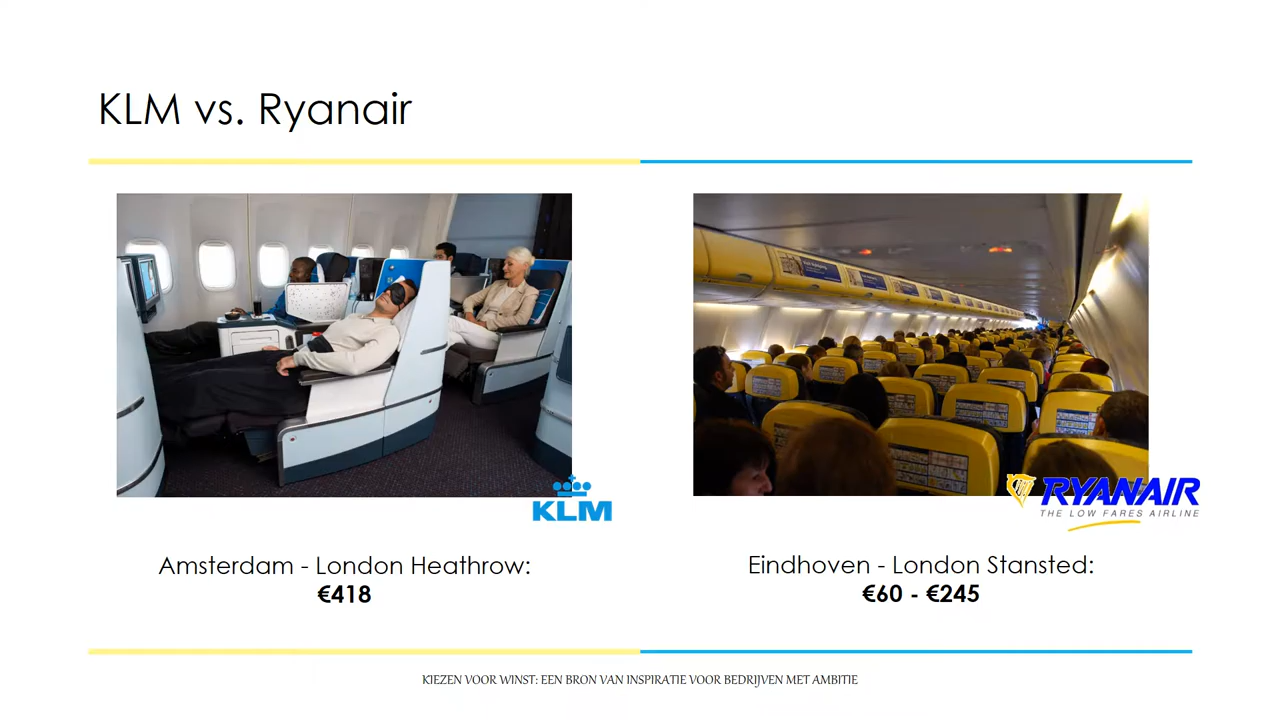 KLM vs. Ryanair
KLM
RYANAIR
THE LOW FARES AIRLINE
Amsterdam - London Heathrow:
€418
Eindhoven - London Stansted:
€60 - €245
KIEZEN VOOR WINST: EEN BRON VAN INSPIRATIE VOOR BEDRIJVEN MET AMBITIE